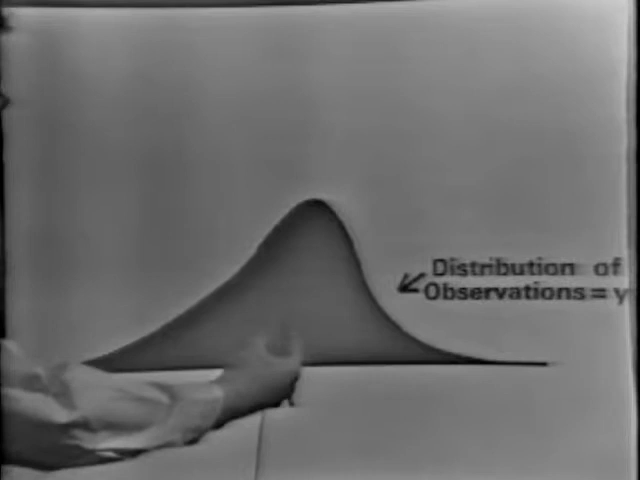 Distribution of
Observations = y